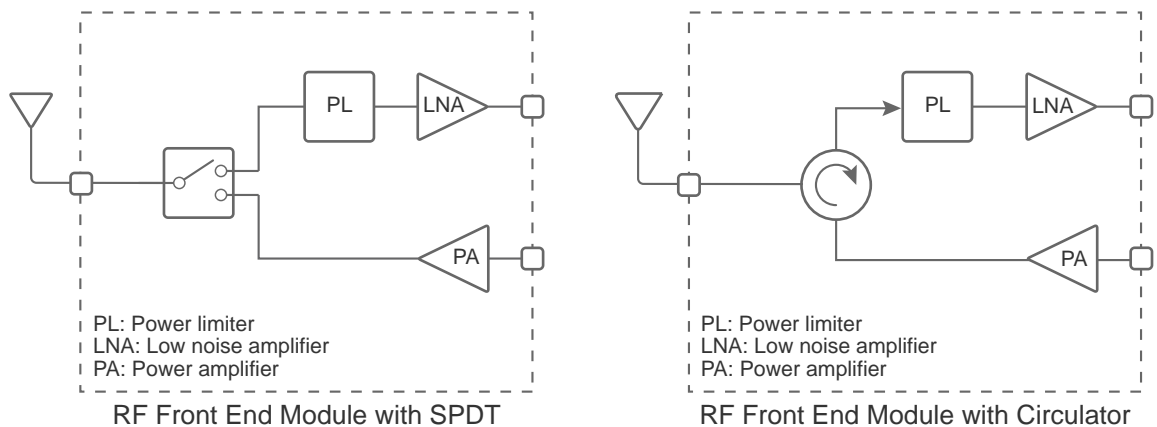 PL
LNA
PA
PL: Power limiter
LNA: Low noise amplifier
PA: Power amplifier
RF Front End Module with SPDT
PL
LNA
PA
PL: Power limiter
LNA: Low noise amplifier
PA: Power amplifier
RF Front End Module with Circulator